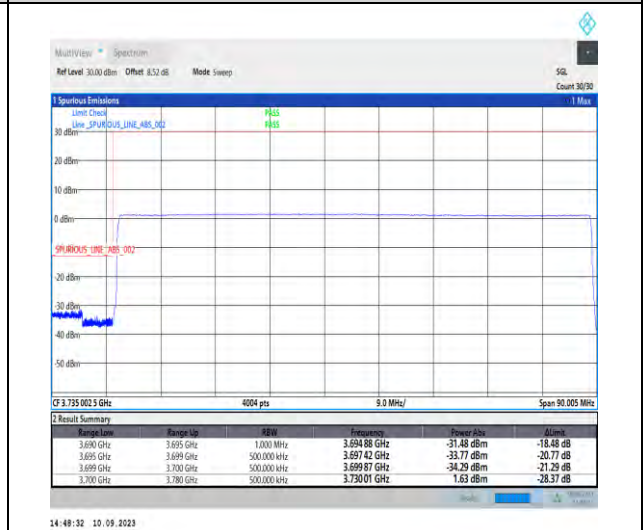 MultiView Spectrum
Ref Level 30.00 dBm Offset 8.52 dB Mode Sweep SGL
Count 30/30
1 Spurious Emissions 1 Max
Limit Check PASS
Line _SPURIOUS_LINE_ABS_002 PASS
30 dBm
20 dBm
10 dBm
0 dBm
_SPURIOUS_LINE_ABS_002
-20 dBm
-30 dBm
-40 dBm
-50 dBm
CF 3.735 002 5 GHz 4004 pts 9.0 MHz/ Span 90.005 MHz
2 Result Summary
Range Low Range Up RBW Frequency Power Abs ΔLimit
3.690 GHz 3.695 GHz 1.000 MHz 3.694 88 GHz -31.48 dBm -18.48 dB
3.695 GHz 3.699 GHz 500.000 kHz 3.697 42 GHz -33.77 dBm -20.77 dB
3.699 GHz 3.700 GHz 500.000 kHz 3.699 87 GHz -34.29 dBm -21.29 dB
3.700 GHz 3.780 GHz 500.000 kHz 3.730 01 GHz 1.63 dBm -28.37 dB
14:48:32 10.09.2023